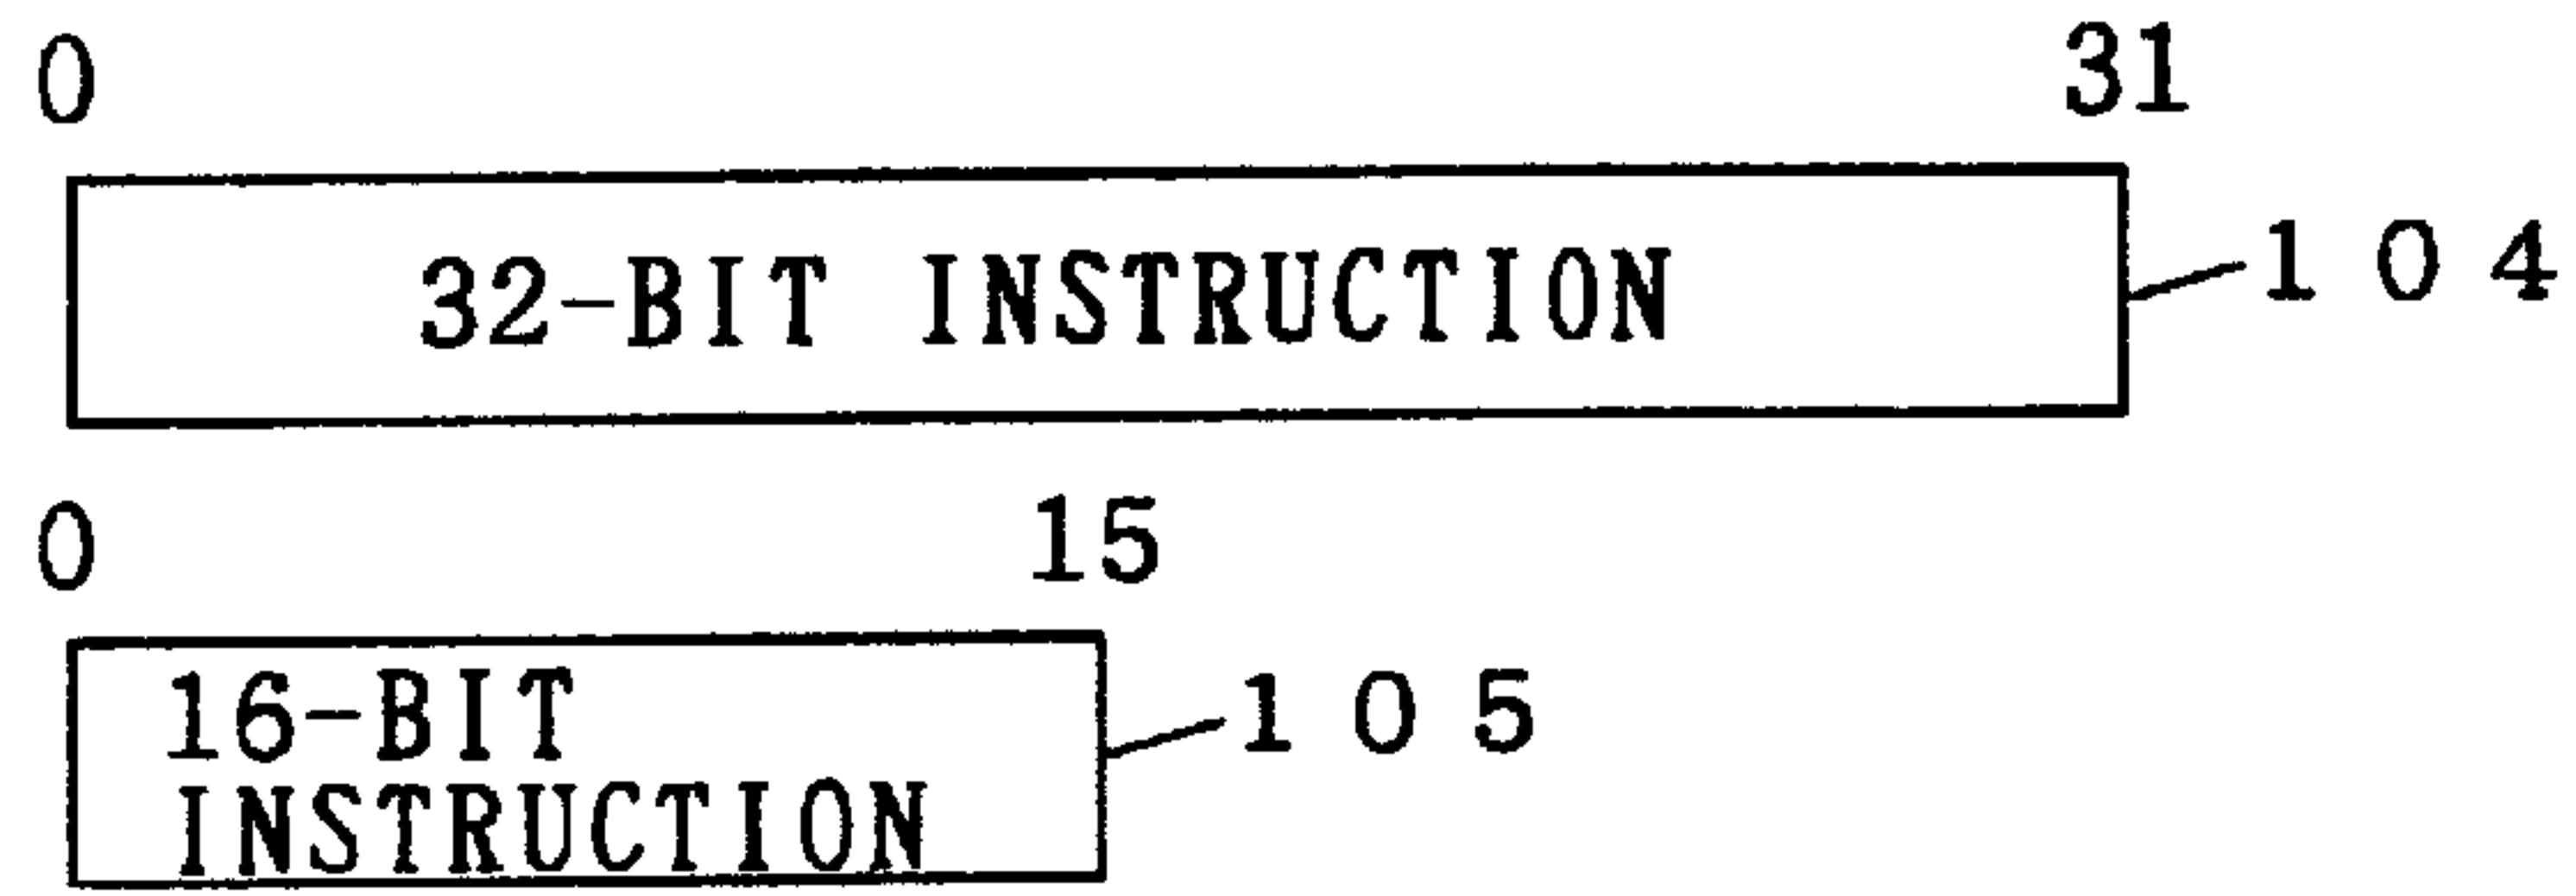 0 31
32-BIT INSTRUCTION
104
0 15
16-BIT
INSTRUCTION
105